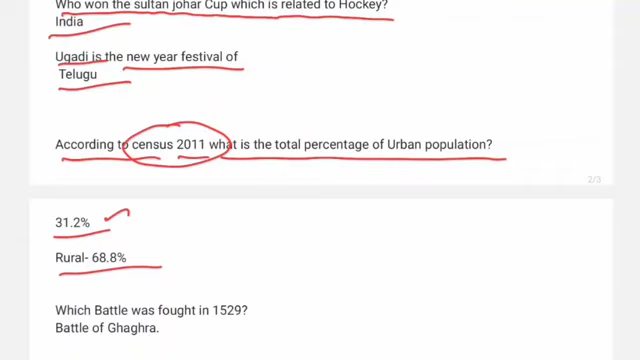 Who won the sultan johar Cup which is related to Hockey?
India
Ugadi is the new year festival of
Telugu
According to census 2011 what is the total percentage of Urban population?
2/3
31.2%
Rural- 68.8%
Which Battle was fought in 1529?
Battle of Ghaghra.